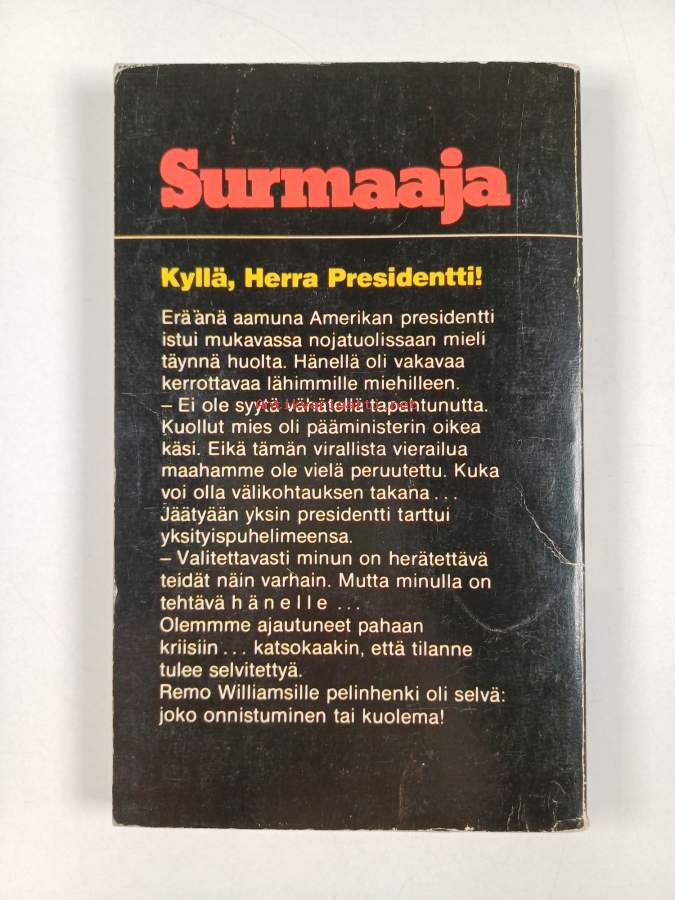 Surmaaja
Kyllä, Herra Presidentti!
Eräänä aamuna Amerikan presidentti
istui mukavassa nojatuolissaan mieli
täynnä huolta. Hänellä oli vakavaa
kerrottavaa lähimmille miehilleen.
– Ei ole syytä vähätellä tapahtunutta.
Kuollut mies oli pääministerin oikea
käsi. Eikä tämän virallista vierailua
maahamme ole vielä peruutettu. Kuka
voi olla välikohtauksen takana...
Jäätyään yksin presidentti tarttui
yksityispuhelimeensa.
– Valitettavasti minun on herätettävä
teidät näin varhain. Mutta minulla on
tehtävä h ä n e l l e ...
Olemmme ajautuneet pahaan
kriisiin... katsokaakin, että tilanne
tulee selvitettyä.
Remo Williamsille pelinhenki oli selvä:
joko onnistuminen tai kuolema!